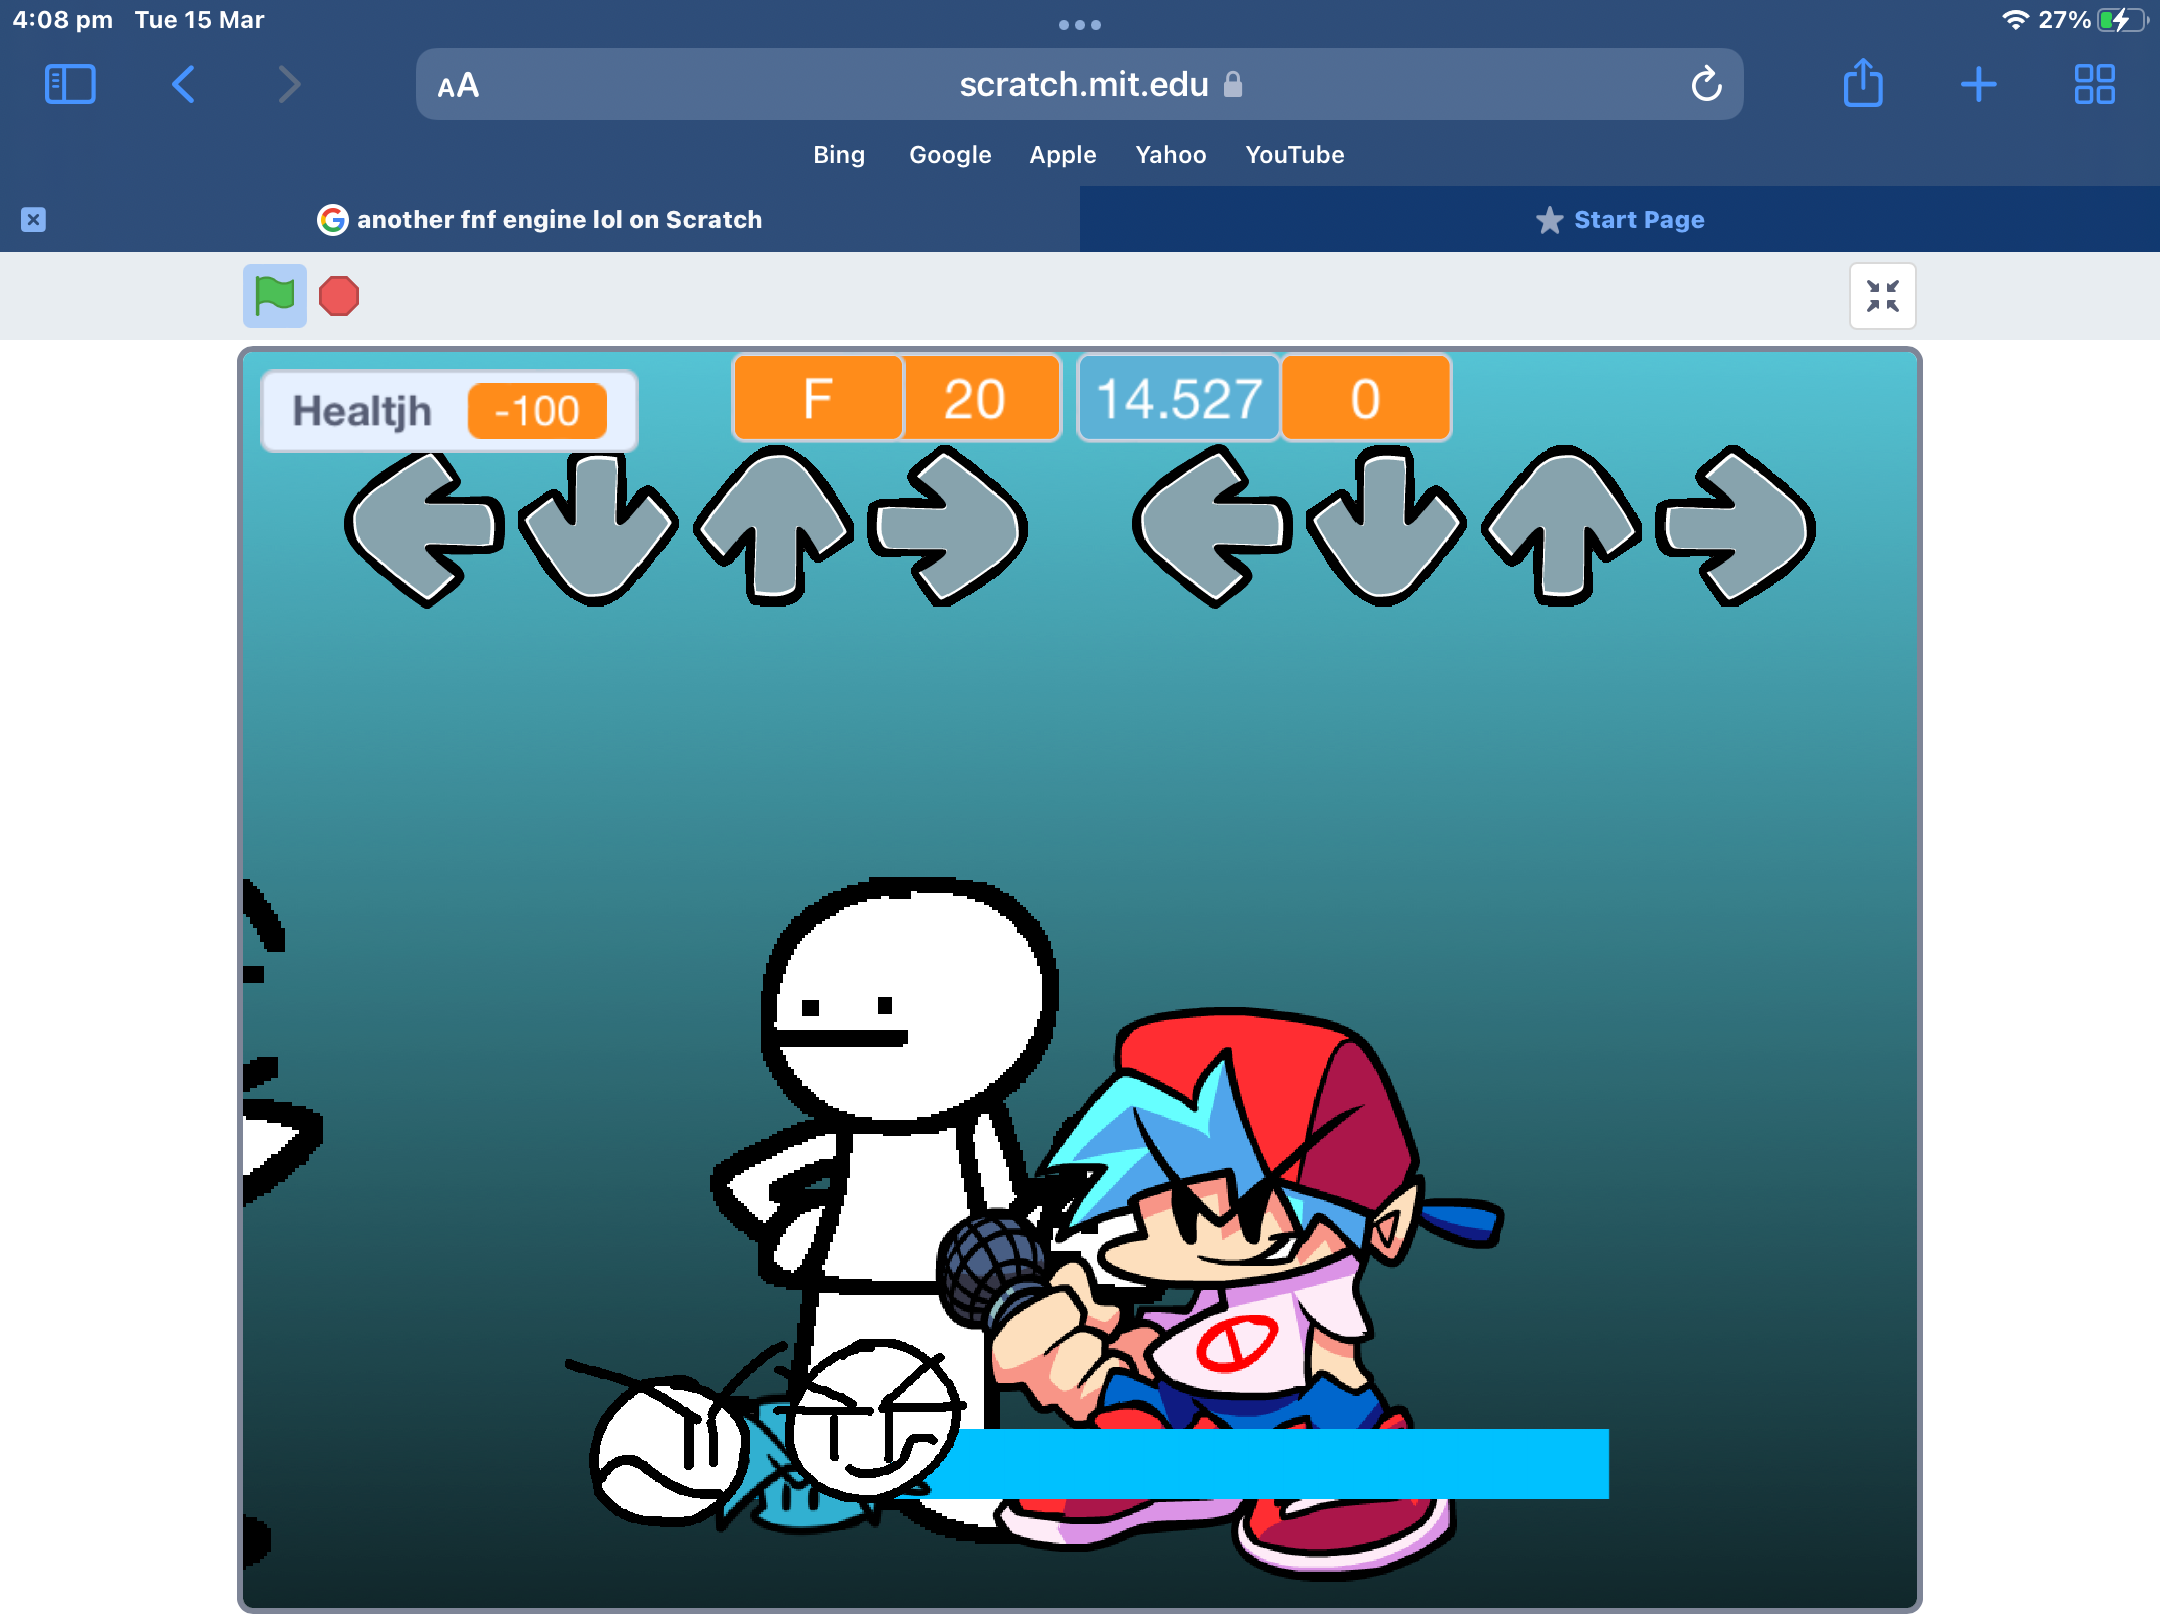 4:08 pm Tue 15 Mar 27%
AA scratch.mit.edu
Bing Google Apple Yahoo YouTube
another fnf engine lol on Scratch Start Page
Healtjh -100 F 20 14.527 0